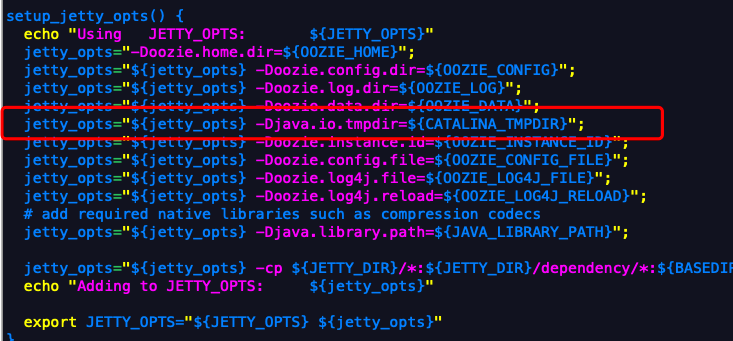 setup_jetty_opts() {
  echo "Using   JETTY_OPTS:       ${JETTY_OPTS}"
  jetty_opts="-Doozie.home.dir=${OOZIE_HOME}";
  jetty_opts="${jetty_opts} -Doozie.config.dir=${OOZIE_CONFIG}";
  jetty_opts="${jetty_opts} -Doozie.log.dir=${OOZIE_LOG}";
  jetty_opts="${jetty_opts} -Doozie.data.dir=${OOZIE_DATA}";
  jetty_opts="${jetty_opts} -Djava.io.tmpdir=${CATALINA_TMPDIR}";
  jetty_opts="${jetty_opts} -Doozie.instance.id=${OOZIE_INSTANCE_ID}";
  jetty_opts="${jetty_opts} -Doozie.config.file=${OOZIE_CONFIG_FILE}";
  jetty_opts="${jetty_opts} -Doozie.log4j.file=${OOZIE_LOG4J_FILE}";
  jetty_opts="${jetty_opts} -Doozie.log4j.reload=${OOZIE_LOG4J_RELOAD}";
  # add required native libraries such as compression codecs
  jetty_opts="${jetty_opts} -Djava.library.path=${JAVA_LIBRARY_PATH}";
  jetty_opts="${jetty_opts} -cp ${JETTY_DIR}/*:${JETTY_DIR}/dependency/*:${BASEDIR
  echo "Adding to JETTY_OPTS:     ${jetty_opts}"
  export JETTY_OPTS="${JETTY_OPTS} ${jetty_opts}"
}